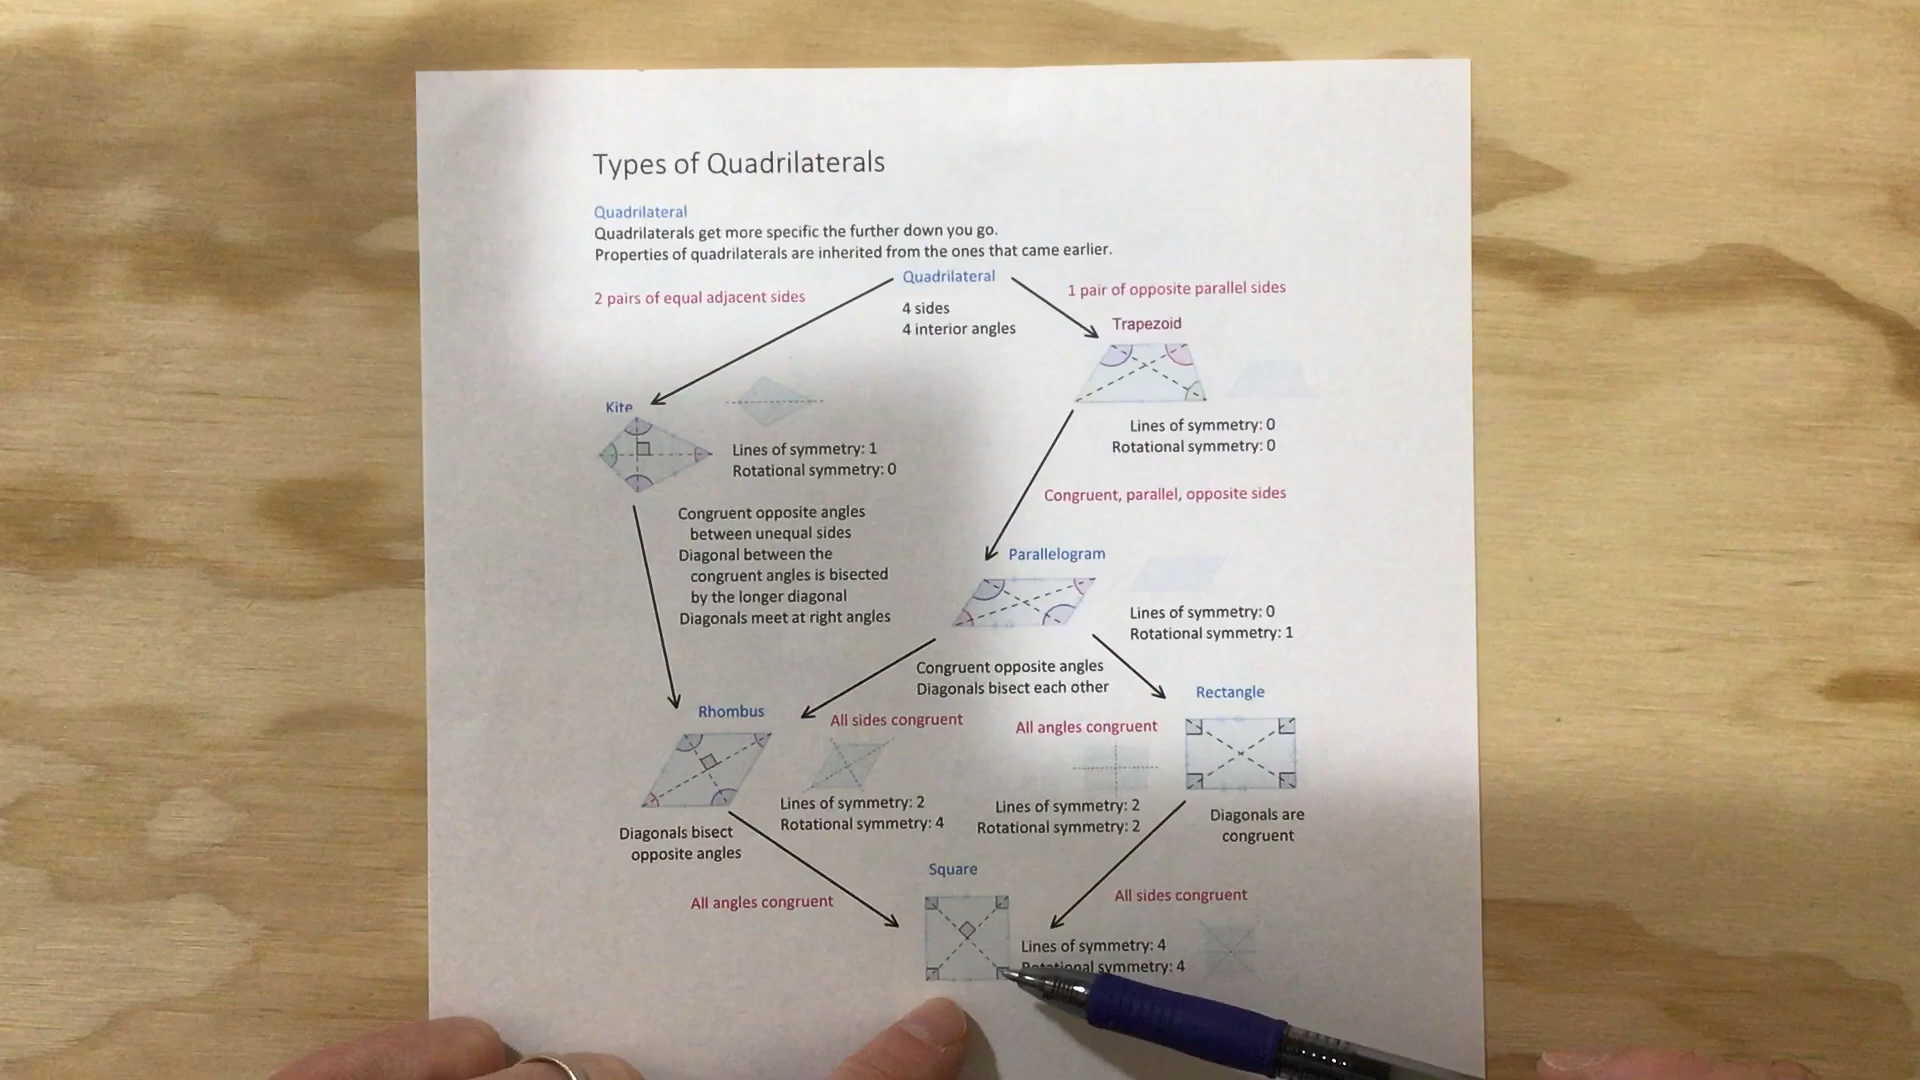 Types of Quadrilaterals
Quadrilateral
Quadrilaterals get more specific the further down you go.
Properties of quadrilaterals are inherited from the ones that came earlier.
Quadrilateral
4 sides
4 interior angles
2 pairs of equal adjacent sides
1 pair of opposite parallel sides
Trapezoid
Lines of symmetry: 0
Rotational symmetry: 0
Kite
Lines of symmetry: 1
Rotational symmetry: 0
Congruent opposite angles
between unequal sides
Diagonal between the
congruent angles is bisected
by the longer diagonal
Diagonals meet at right angles
Congruent, parallel, opposite sides
Parallelogram
Lines of symmetry: 0
Rotational symmetry: 1
Congruent opposite angles
Diagonals bisect each other
Rhombus
All sides congruent
Lines of symmetry: 2
Rotational symmetry: 4
Diagonals bisect
opposite angles
All angles congruent
Rectangle
Lines of symmetry: 2
Rotational symmetry: 2
Diagonals are
congruent
All angles congruent
Square
All sides congruent
Lines of symmetry: 4
Rotational symmetry: 4